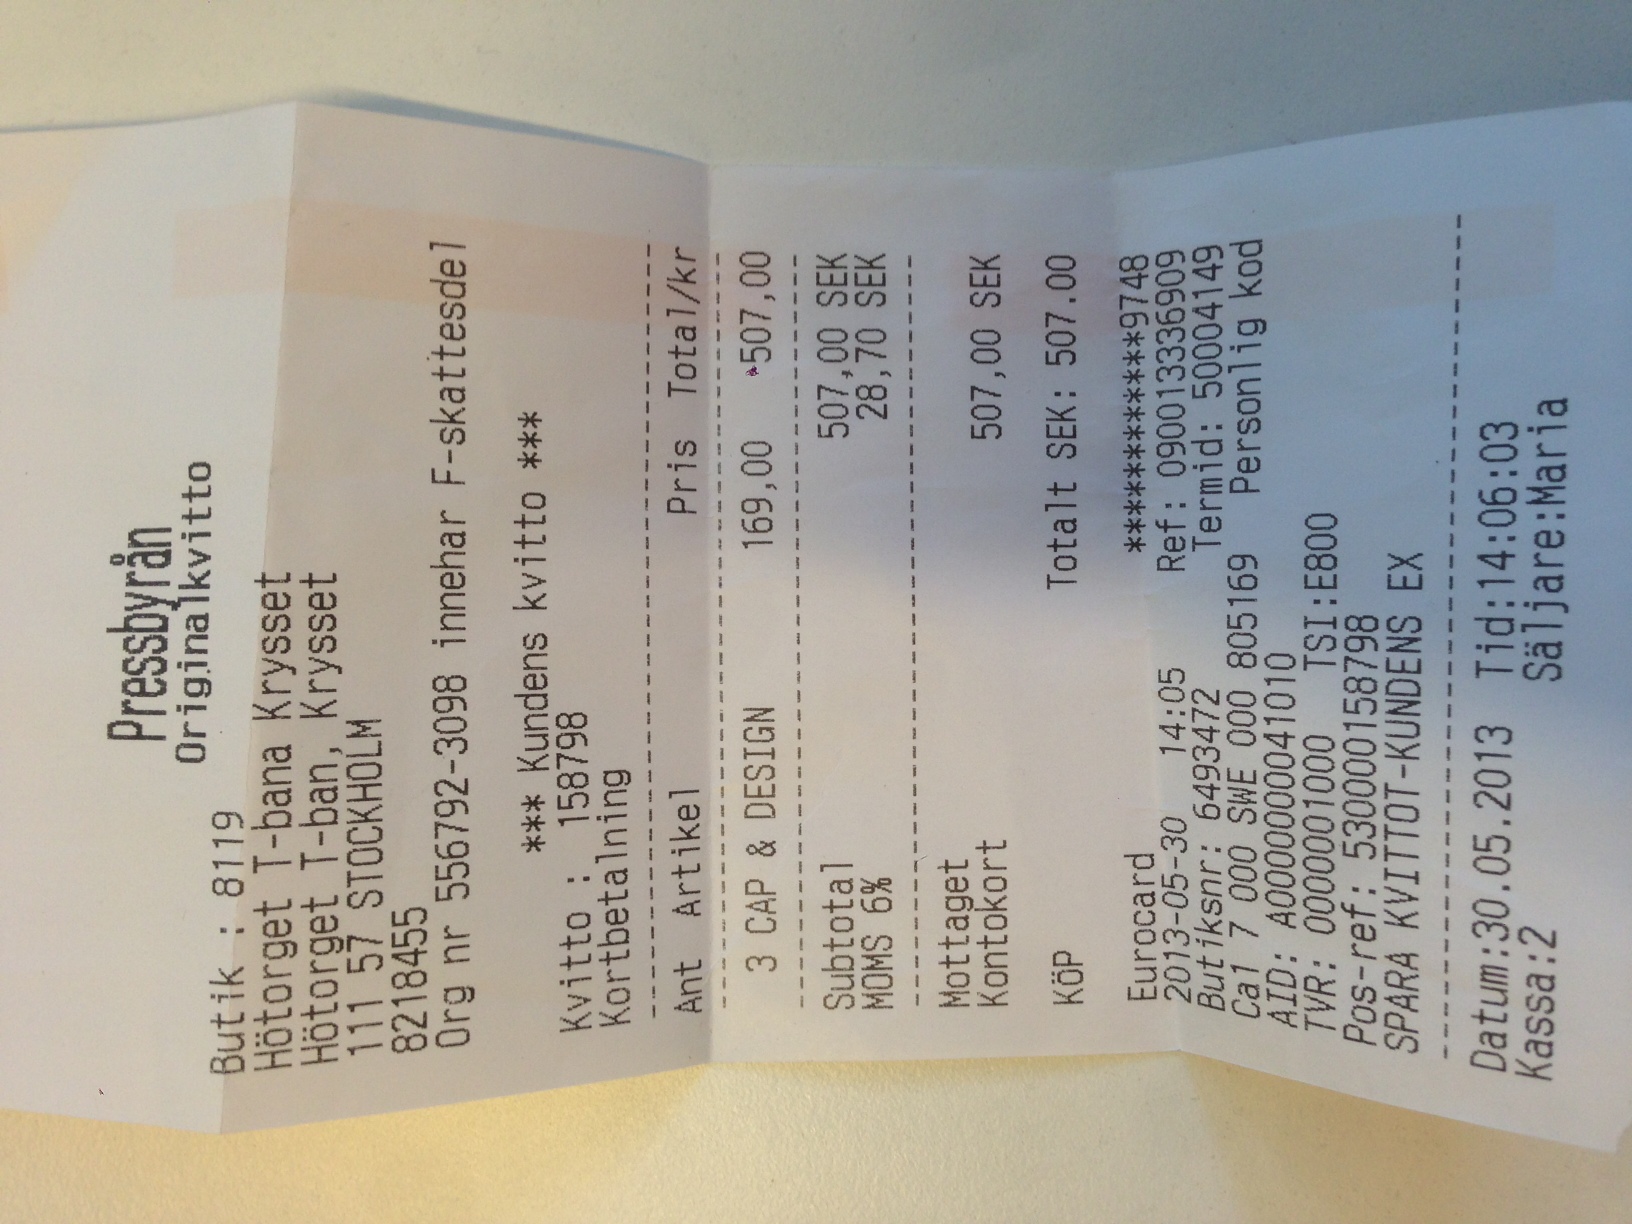 Pressbyrån
Originalkvitto
Butik : 8119
Hötorget T-bana Krysset
Hötorget T-ban, Krysset
111 57 STOCKHOLM
8218455
Org nr 556792-3098 innehar F-skattesdel
*** Kundens kvitto ***
Kvitto : 158798
Kortbetalning
Ant Artikel Pris Total/kr
3 CAP & DESIGN 169,00 507,00
Subtotal 507,00 SEK
MOMS 6% 28,70 SEK
Mottaget
Kontokort 507,00 SEK
KÖP Totalt SEK: 507.00
Eurocard ************9748
2013-05-30 14:05 Ref: 090013336909
Butiksnr: 6493472 Termid: 50004149
Ca1 7 000 SWE 000 805169 Personlig kod
AID: A0000000041010
TVR: 0000001000 TSI:E800
Pos-ref: 530000158798
SPARA KVITTOT-KUNDENS EX
Datum:30.05.2013 Tid:14:06:03
Kassa:2 Säljare:Maria